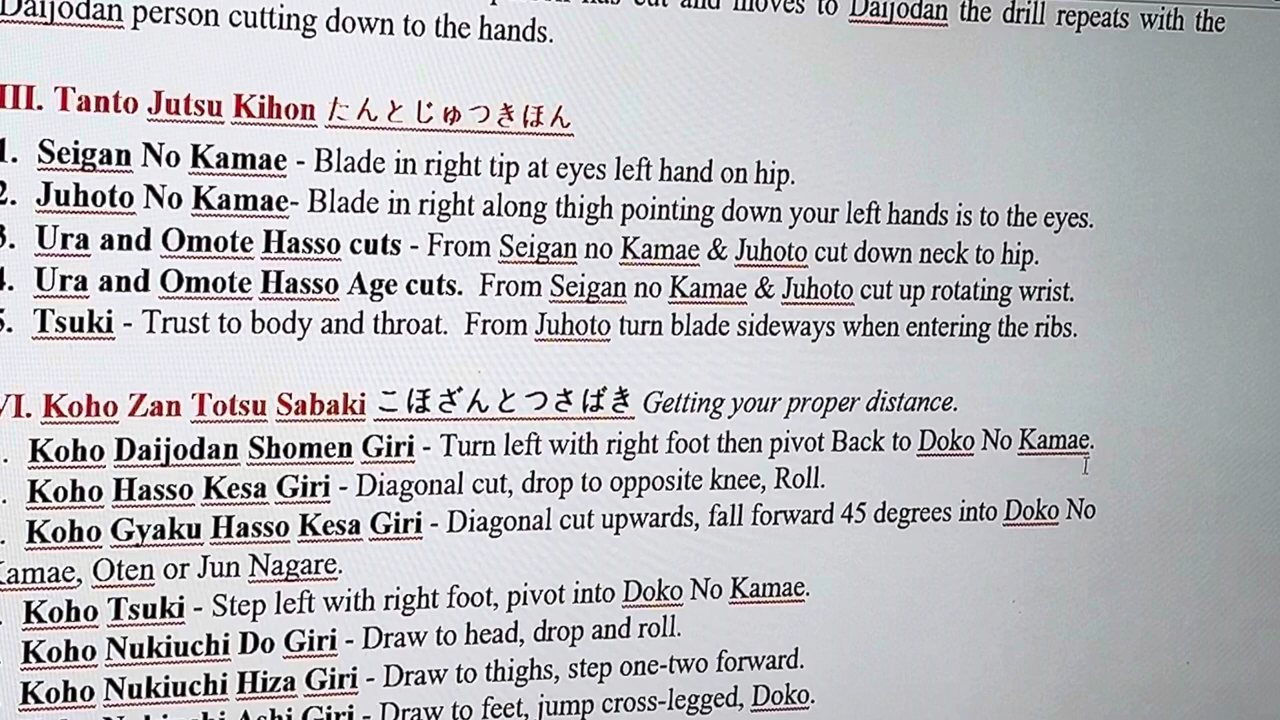 moves to Daijodan the drill repeats with the
Daijodan person cutting down to the hands.
III. Tanto Jutsu Kihon たんとじゅつきほん
1. Seigan No Kamae - Blade in right tip at eyes left hand on hip.
2. Juhoto No Kamae- Blade in right along thigh pointing down your left hands is to the eyes.
3. Ura and Omote Hasso cuts - From Seigan no Kamae & Juhoto cut down neck to hip.
4. Ura and Omote Hasso Age cuts. From Seigan no Kamae & Juhoto cut up rotating wrist.
5. Tsuki - Trust to body and throat. From Juhoto turn blade sideways when entering the ribs.
VI. Koho Zan Totsu Sabaki こほざんとつさばき Getting your proper distance.
. Koho Daijodan Shomen Giri - Turn left with right foot then pivot Back to Doko No Kamae.
. Koho Hasso Kesa Giri - Diagonal cut, drop to opposite knee, Roll.
. Koho Gyaku Hasso Kesa Giri - Diagonal cut upwards, fall forward 45 degrees into Doko No
Kamae, Oten or Jun Nagare.
. Koho Tsuki - Step left with right foot, pivot into Doko No Kamae.
Koho Nukiuchi Do Giri - Draw to head, drop and roll.
Koho Nukiuchi Hiza Giri - Draw to thighs, step one-two forward.
Giri - Draw to feet, jump cross-legged, Doko.